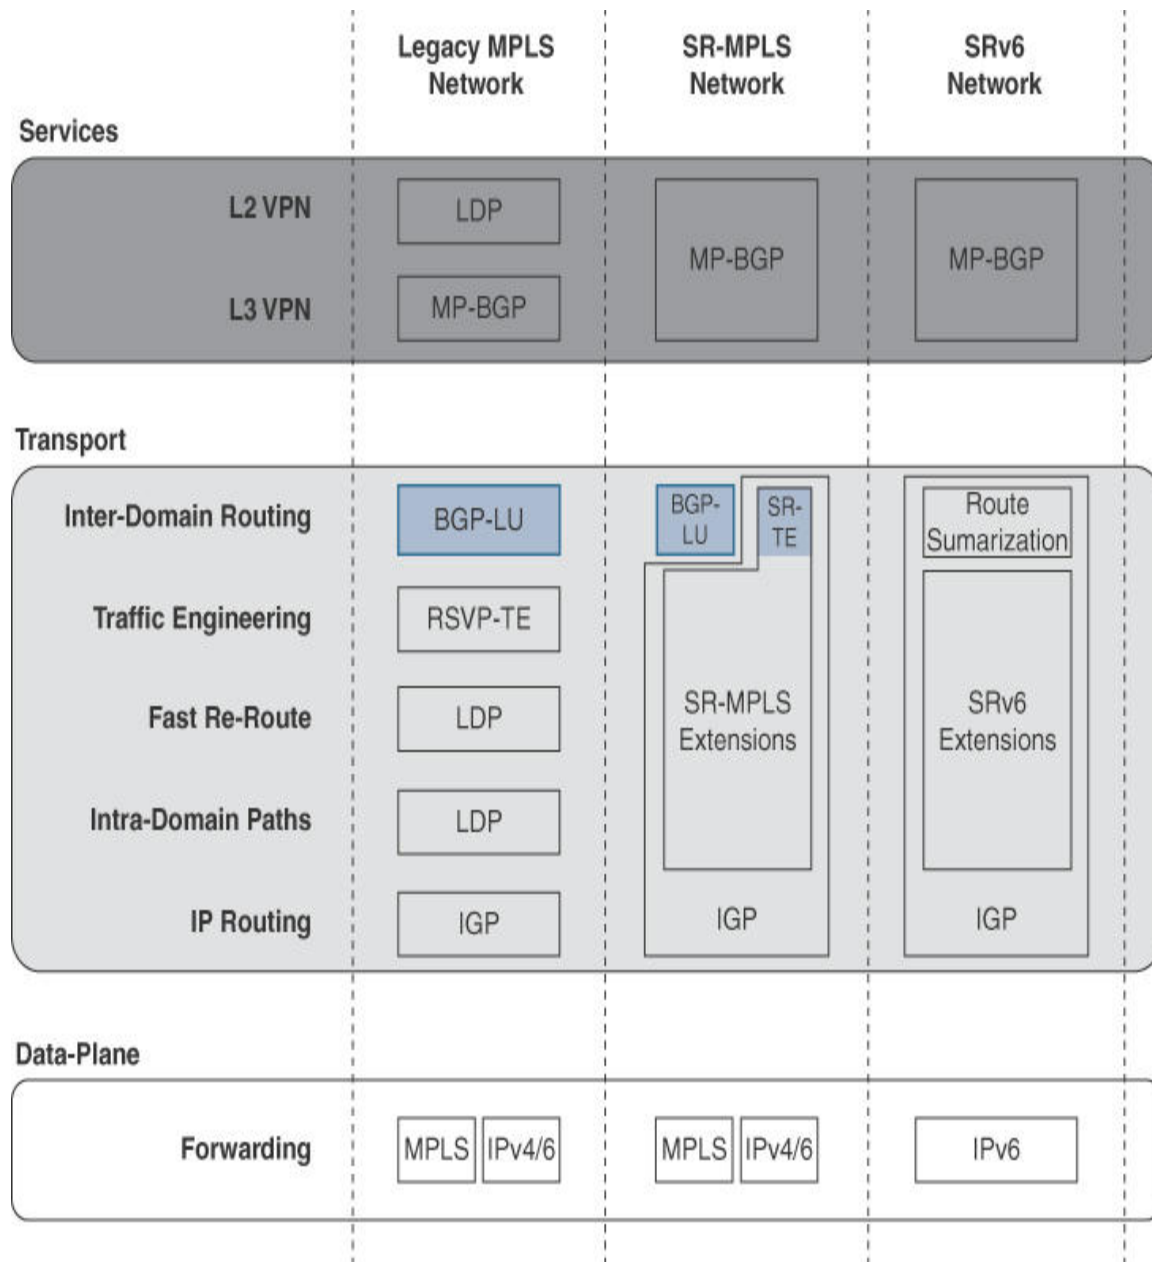 Legacy MPLS
Network
SR-MPLS
Network
SRv6
Network
Services
L2 VPN
LDP
MP-BGP
MP-BGP
L3 VPN
MP-BGP
Transport
Inter-Domain Routing
BGP-LU
BGP-
LU
SR-
TE
Route
Sumarization
Traffic Engineering
RSVP-TE
Fast Re-Route
LDP
SR-MPLS
Extensions
SRv6
Extensions
Intra-Domain Paths
LDP
IP Routing
IGP
IGP
IGP
Data-Plane
Forwarding
MPLS
IPv4/6
MPLS
IPv4/6
IPv6